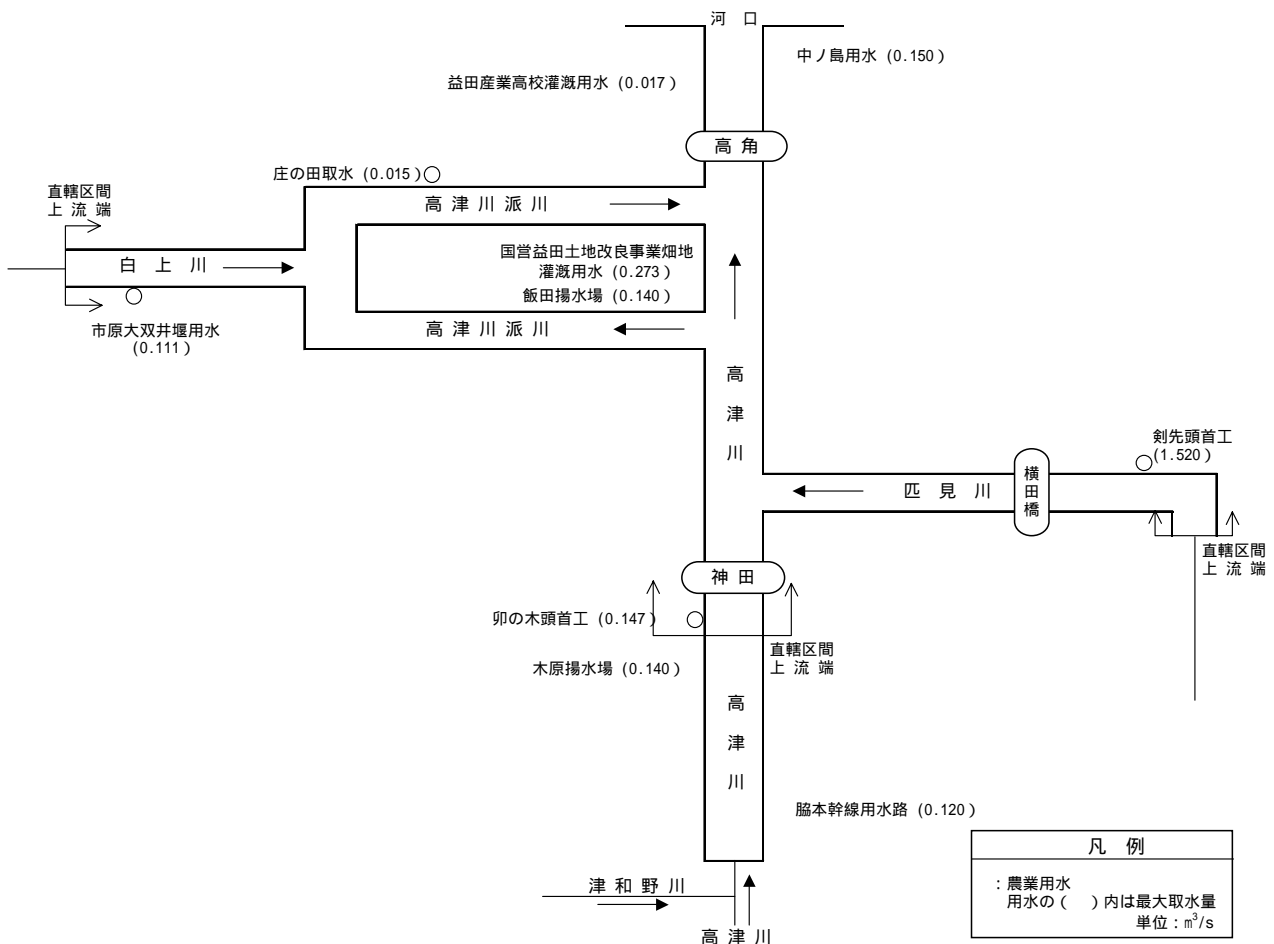 河 口
中ノ島用水 (0.150)
益田産業高校灌漑用水 (0.017)
高 角
庄の田取水 (0.015)
直轄区間
上 流 端
高 津 川 派 川
国営益田土地改良事業畑地
灌漑用水 (0.273)
飯田揚水場 (0.140)
白 上 川
市原大双井堰用水
(0.111)
高 津 川 派 川
高
津
川
剣先頭首工
(1.520)
横
田
橋
匹 見 川
直轄区間
上 流 端
神 田
卯の木頭首工 (0.147)
直轄区間
上 流 端
木原揚水場 (0.140)
高
津
川
脇本幹線用水路 (0.120)
津 和 野 川
高 津 川
凡 例
:農業用水
用水の( )内は最大取水量
単位:m³/s